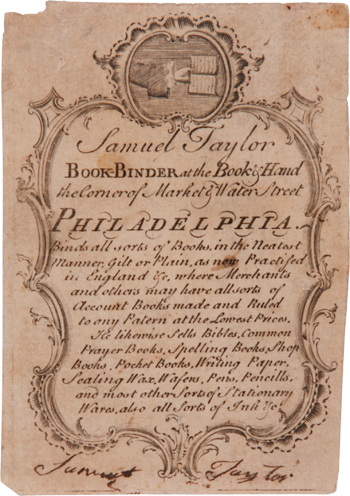 Samuel Taylor
BOOK-BINDER at the Book & Hand
the Corner of Market & Water Street
PHILADELPHIA.
Binds all sorts of Books, in the Neatest
Manner, Gilt or Plain, as now Practised
in England &c, where Merchants
and others may have all sorts of
Account Books made and Ruled
to any Patern at the Lowest Prices.
He likewise Sells Bibles, Common
Prayer Books, Spelling Books, Shop
Books, Pocket Books, Writing Paper,
Sealing Wax, Wafers, Pens, Pencills,
and most other Sorts of Stationary
Wares, also all Sorts of Ink &c.
Samuel Taylor